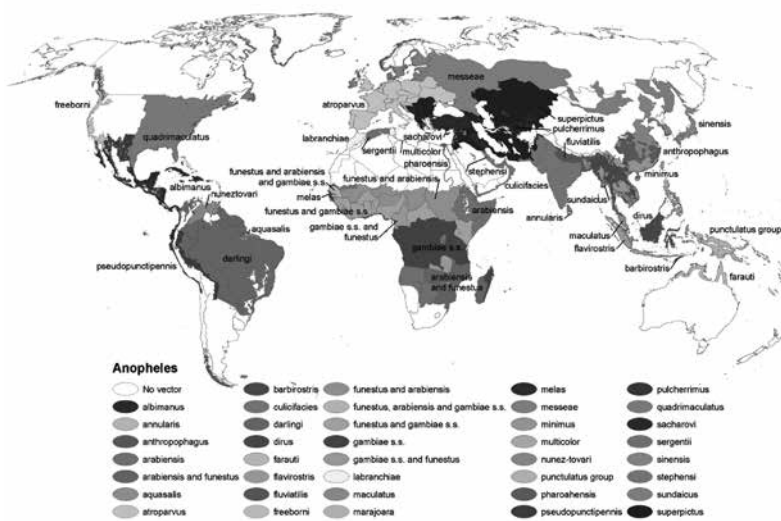 messeae
freeborni
atroparvus
quadrimaculatus
superpictus
pulcherrimus
sinensis
labranchiae
sacharovi
sergentii
multicolor
fluviatilis
anthropophagus
pharoensis
stephensi
minimus
funestus and arabiensis
and gambiae s.s.
funestus and arabiensis
albimanus
nuneztovari
culicifacies
sundaicus
melas
funestus and gambiae s.s.
arabiensis
annularis
dirus
punctulatus group
aquasalis
gambiae s.s. and
funestus
maculatus
flavirostris
gambiae s.s.
pseudopunctipennis
darlingi
arabiensis
and funestus
barbirostris
farauti
Anopheles
No vector
albimanus
annularis
anthropophagus
arabiensis
arabiensis and funestus
aquasalis
atroparvus
barbirostris
culicifacies
darlingi
dirus
farauti
flavirostris
fluviatilis
freeborni
funestus and arabiensis
funestus, arabiensis and gambiae s.s.
funestus and gambiae s.s.
gambiae s.s.
gambiae s.s. and funestus
labranchiae
maculatus
marajoara
melas
messeae
minimus
multicolor
nunez-tovari
punctulatus group
pharoahensis
pseudopunctipennis
pulcherrimus
quadrimaculatus
sacharovi
sergentii
sinensis
stephensi
sundaicus
superpictus